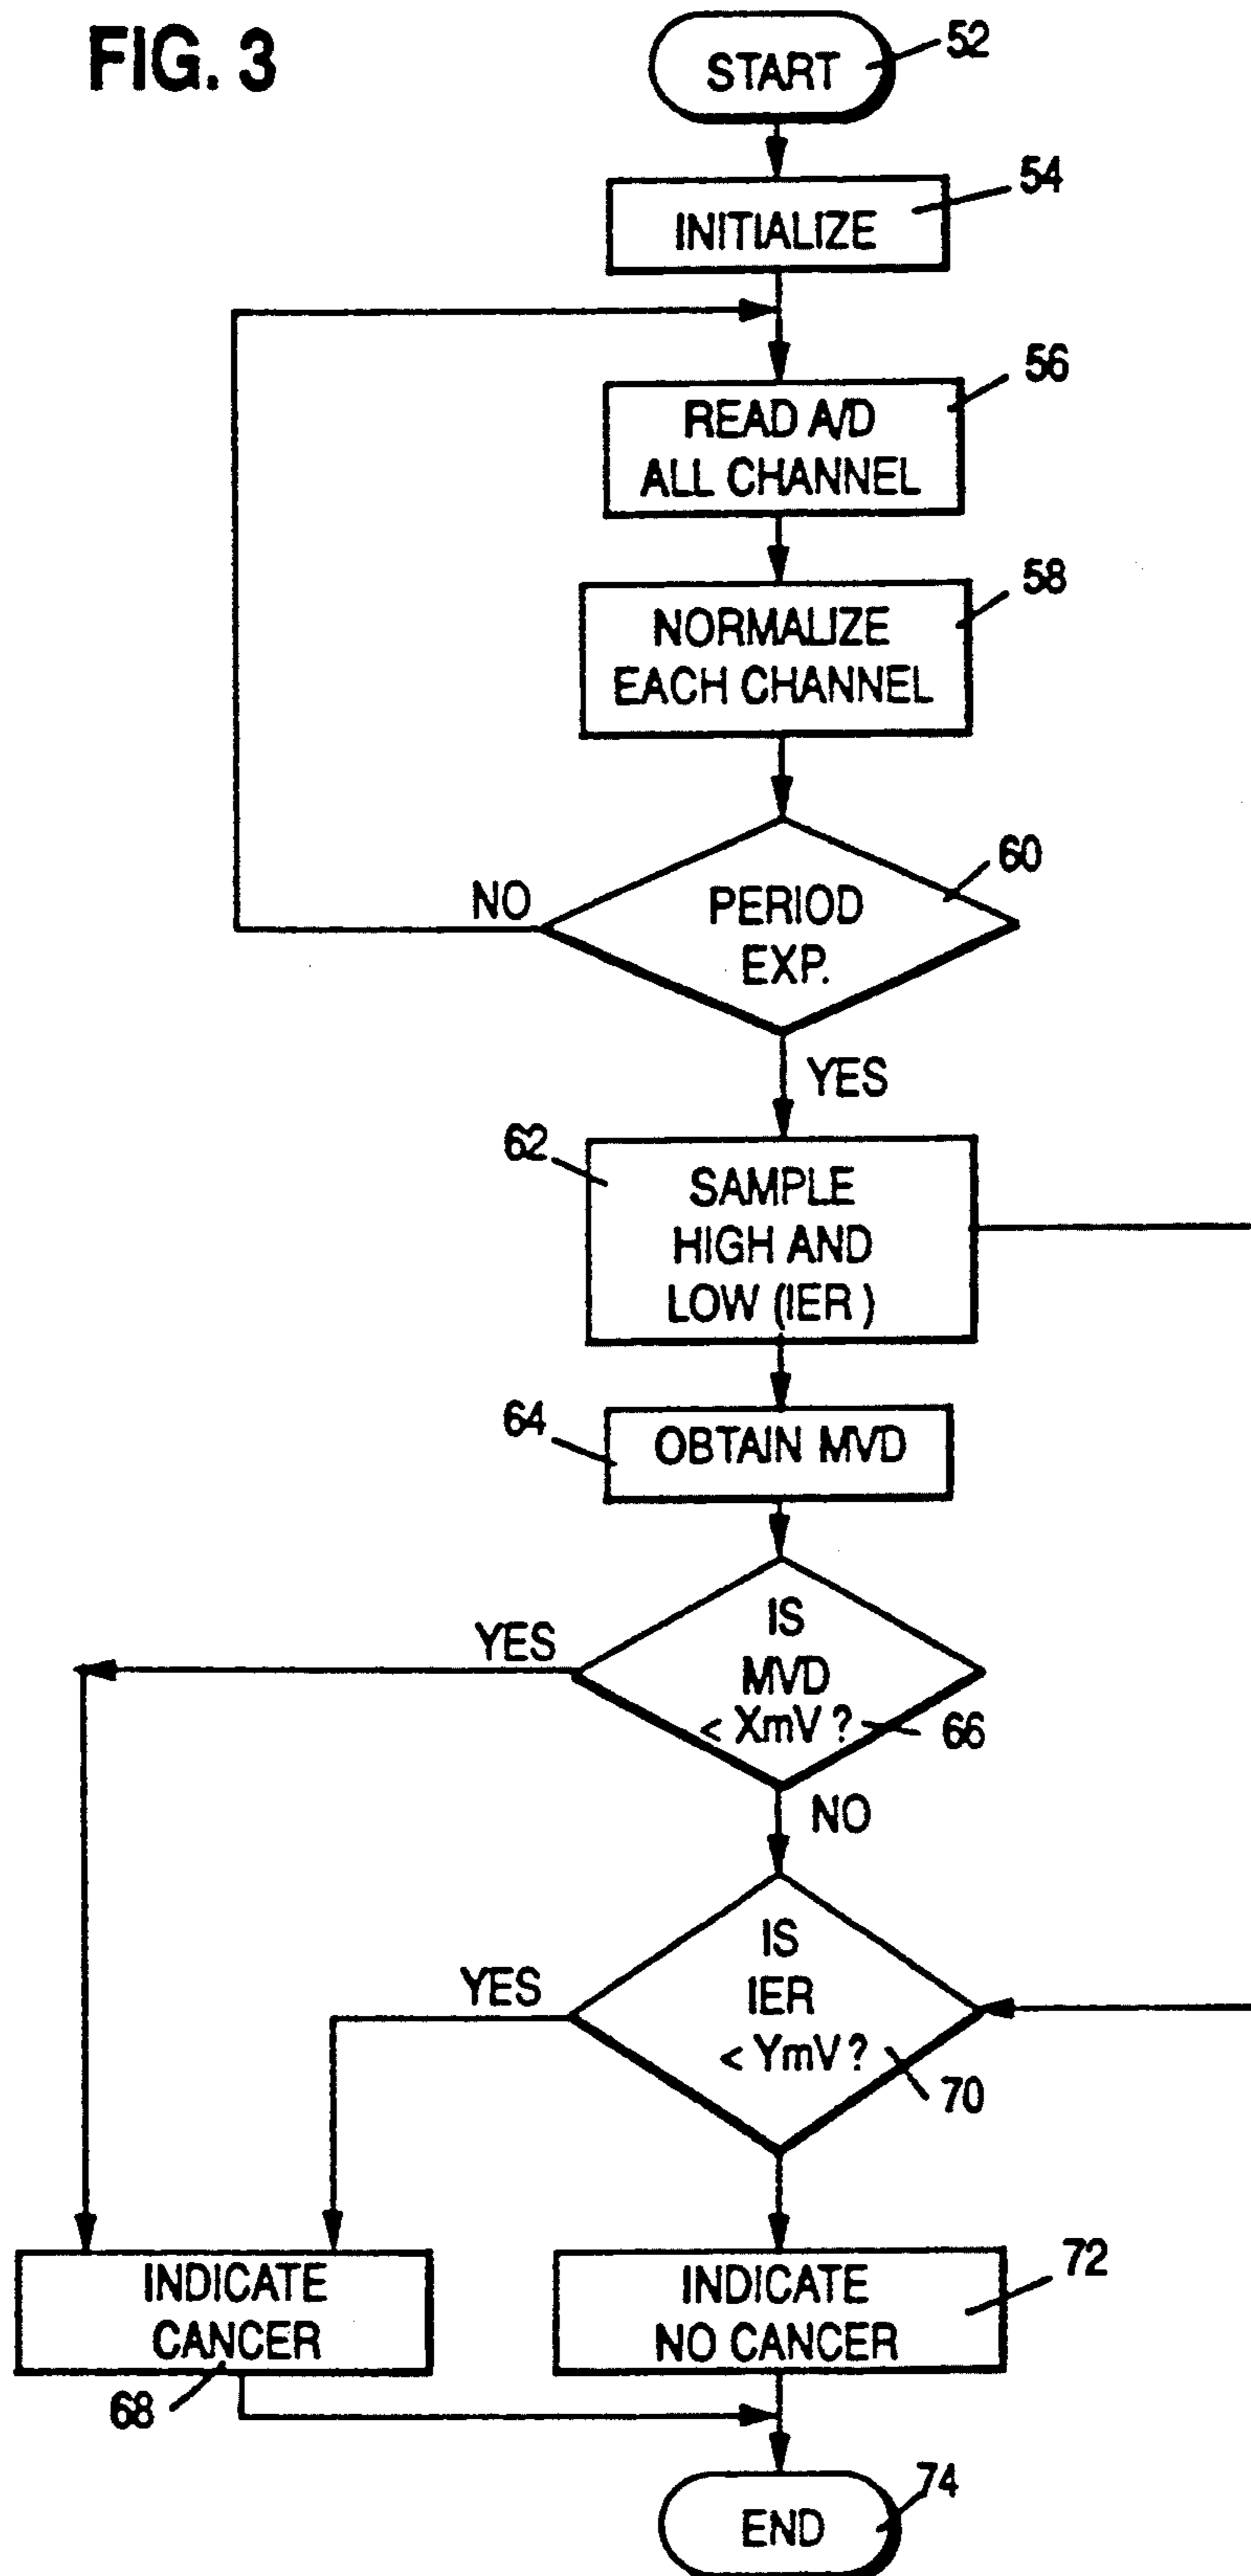 FIG. 3
START
52
INITIALIZE
54
READ A/D
ALL CHANNEL
56
NORMALIZE
EACH CHANNEL
58
PERIOD
EXP.
60
NO
YES
62
SAMPLE
HIGH AND
LOW (IER)
64
OBTAIN MVD
IS
MVD
< XmV?
66
YES
NO
IS
IER
< YmV?
70
YES
INDICATE
CANCER
68
INDICATE
NO CANCER
72
END
74